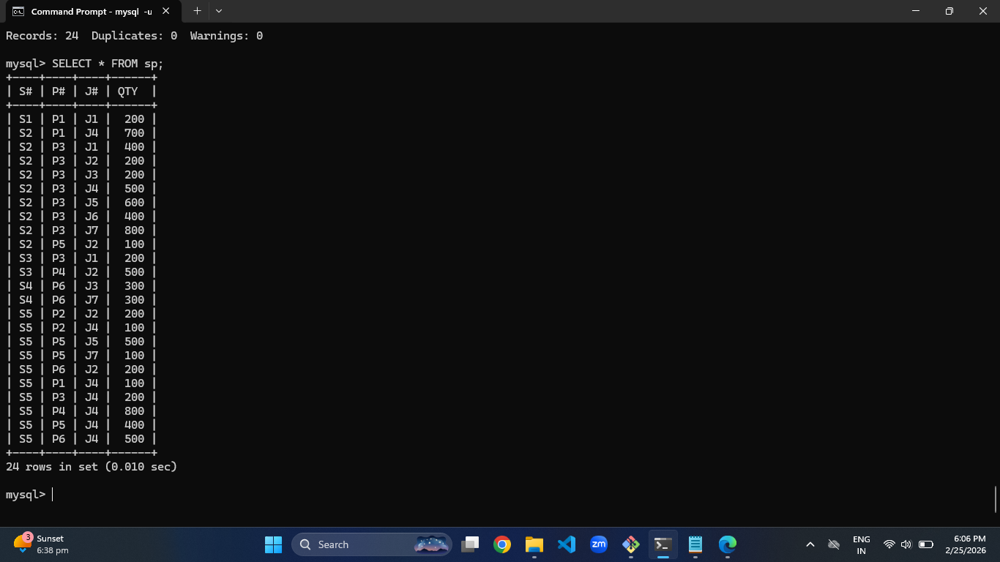 Command Prompt - mysql -u
Records: 24  Duplicates: 0  Warnings: 0
mysql> SELECT * FROM sp;
+----+----+----+------+
| S# | P# | J# | QTY  |
+----+----+----+------+
| S1 | P1 | J1 |  200 |
| S2 | P1 | J4 |  700 |
| S2 | P3 | J1 |  400 |
| S2 | P3 | J2 |  200 |
| S2 | P3 | J3 |  200 |
| S2 | P3 | J4 |  500 |
| S2 | P3 | J5 |  600 |
| S2 | P3 | J6 |  400 |
| S2 | P3 | J7 |  800 |
| S2 | P5 | J2 |  100 |
| S3 | P3 | J1 |  200 |
| S3 | P4 | J2 |  500 |
| S4 | P6 | J3 |  300 |
| S4 | P6 | J7 |  300 |
| S5 | P2 | J2 |  200 |
| S5 | P2 | J4 |  100 |
| S5 | P5 | J5 |  500 |
| S5 | P5 | J7 |  100 |
| S5 | P6 | J2 |  200 |
| S5 | P1 | J4 |  100 |
| S5 | P3 | J4 |  200 |
| S5 | P4 | J4 |  800 |
| S5 | P5 | J4 |  400 |
| S5 | P6 | J4 |  500 |
+----+----+----+------+
24 rows in set (0.010 sec)
mysql>
3
Sunset
6:38 pm
Search
zm
ENG
IN
6:06 PM
2/25/2026